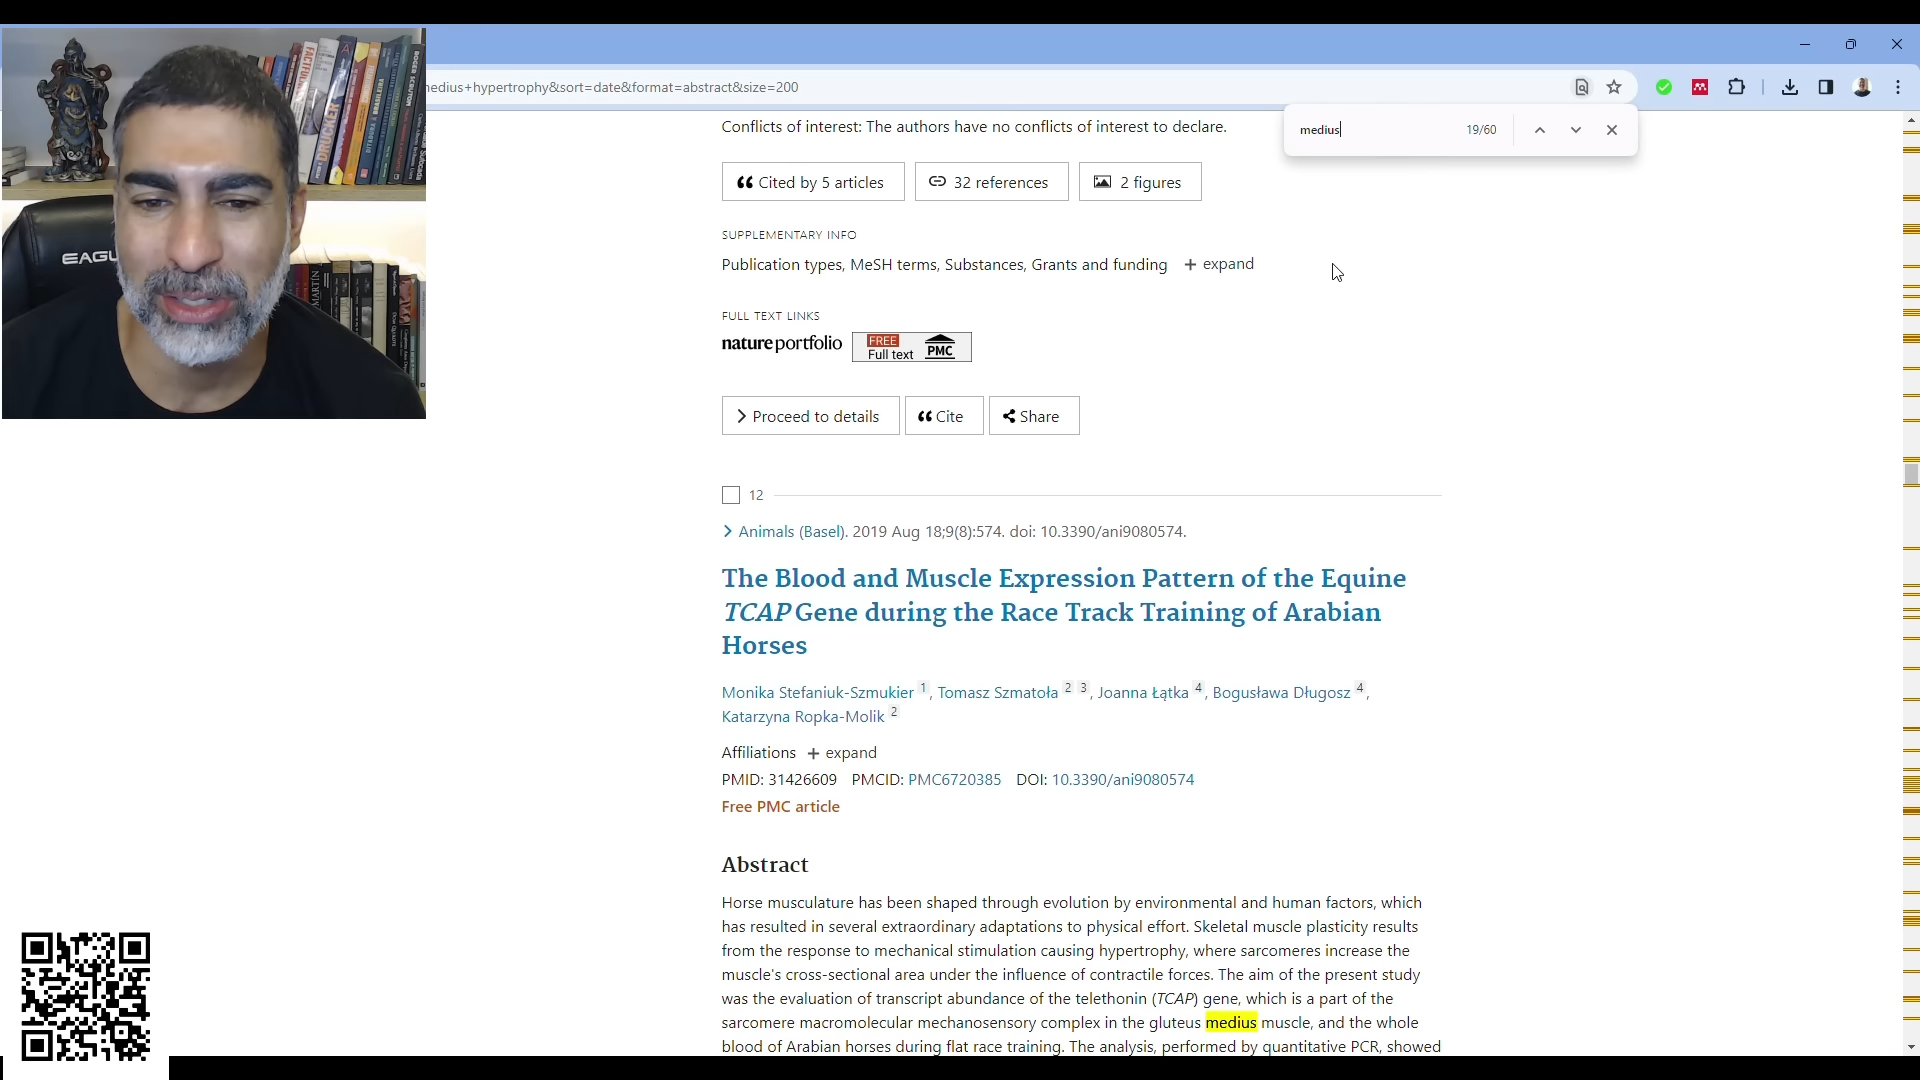 FACTFUL
DRUCKER
DITADURA À BRASILEIRA
ROGER SCRUTON
MARTÍN
EAGL
medius+hypertrophy&sort=date&format=abstract&size=200
medius
19/60
Conflicts of interest: The authors have no conflicts of interest to declare.
Cited by 5 articles
32 references
2 figures
SUPPLEMENTARY INFO
Publication types, MeSH terms, Substances, Grants and funding + expand
FULL TEXT LINKS
nature portfolio
FREE
Full text
PMC
Proceed to details
Cite
Share
12
Animals (Basel). 2019 Aug 18;9(8):574. doi: 10.3390/ani9080574.
The Blood and Muscle Expression Pattern of the Equine
TCAP Gene during the Race Track Training of Arabian
Horses
Monika Stefaniuk-Szmukier 1, Tomasz Szmatoła 2 3, Joanna Łątka 4, Bogusława Długosz 4,
Katarzyna Ropka-Molik 2
Affiliations + expand
PMID: 31426609 PMCID: PMC6720385 DOI: 10.3390/ani9080574
Free PMC article
Abstract
Horse musculature has been shaped through evolution by environmental and human factors, which
has resulted in several extraordinary adaptations to physical effort. Skeletal muscle plasticity results
from the response to mechanical stimulation causing hypertrophy, where sarcomeres increase the
muscle's cross-sectional area under the influence of contractile forces. The aim of the present study
was the evaluation of transcript abundance of the telethonin (TCAP) gene, which is a part of the
sarcomere macromolecular mechanosensory complex in the gluteus medius muscle, and the whole
blood of Arabian horses during flat race training. The analysis, performed by quantitative PCR, showed